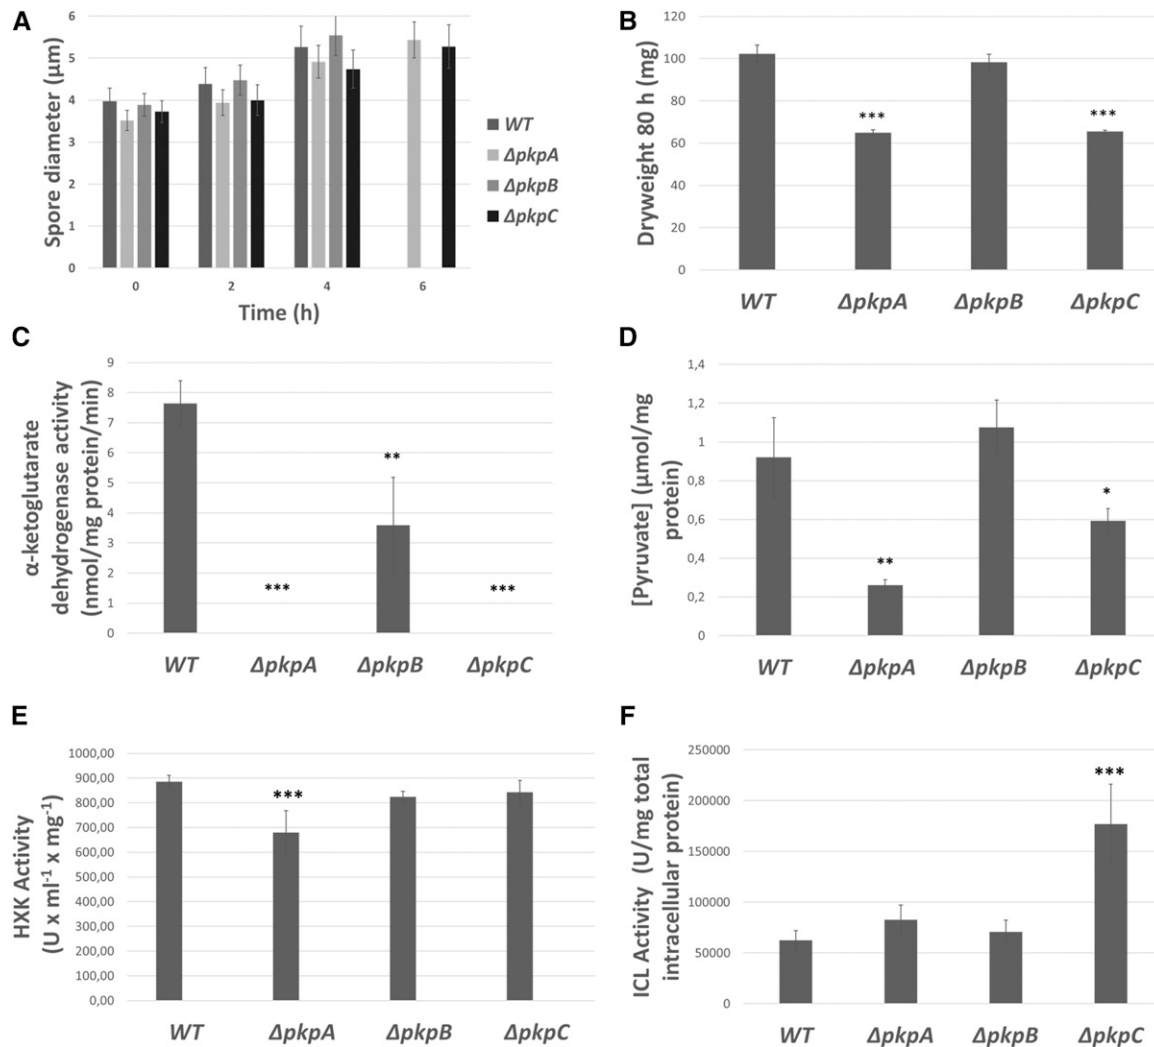 A
Spore diameter (µm)
6
5
4
3
2
1
0
0 2 4 6
Time (h)
WT
ΔpkpA
ΔpkpB
ΔpkpC
B
Dryweight 80 h (mg)
120
100
80
60
40
20
0
***
***
WT ΔpkpA ΔpkpB ΔpkpC
C
α-ketoglutarate
dehydrogenase activity
(nmol/mg protein/min)
9
8
7
6
5
4
3
2
1
0
***
**
***
WT ΔpkpA ΔpkpB ΔpkpC
D
[Pyruvate] (µmol/mg
protein)
1,4
1,2
1
0,8
0,6
0,4
0,2
0
**
*
WT ΔpkpA ΔpkpB ΔpkpC
E
HXK Activity
(U x ml⁻¹ x mg⁻¹)
1000,00
900,00
800,00
700,00
600,00
500,00
400,00
300,00
200,00
100,00
0,00
***
WT ΔpkpA ΔpkpB ΔpkpC
F
ICL Activity (U/mg total
intracellular protein)
250000
200000
150000
100000
50000
0
***
WT ΔpkpA ΔpkpB ΔpkpC